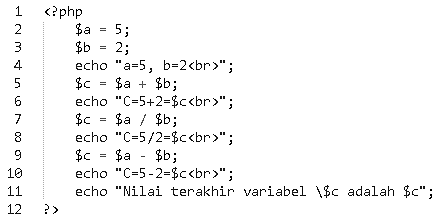 1 <?php
2 $a = 5;
3 $b = 2;
4 echo "a=5, b=2<br>";
5 $c = $a + $b;
6 echo "C=5+2=$c<br>";
7 $c = $a / $b;
8 echo "C=5/2=$c<br>";
9 $c = $a - $b;
10 echo "C=5-2=$c<br>";
11 echo "Nilai terakhir variabel \$c adalah $c";
12 ?>